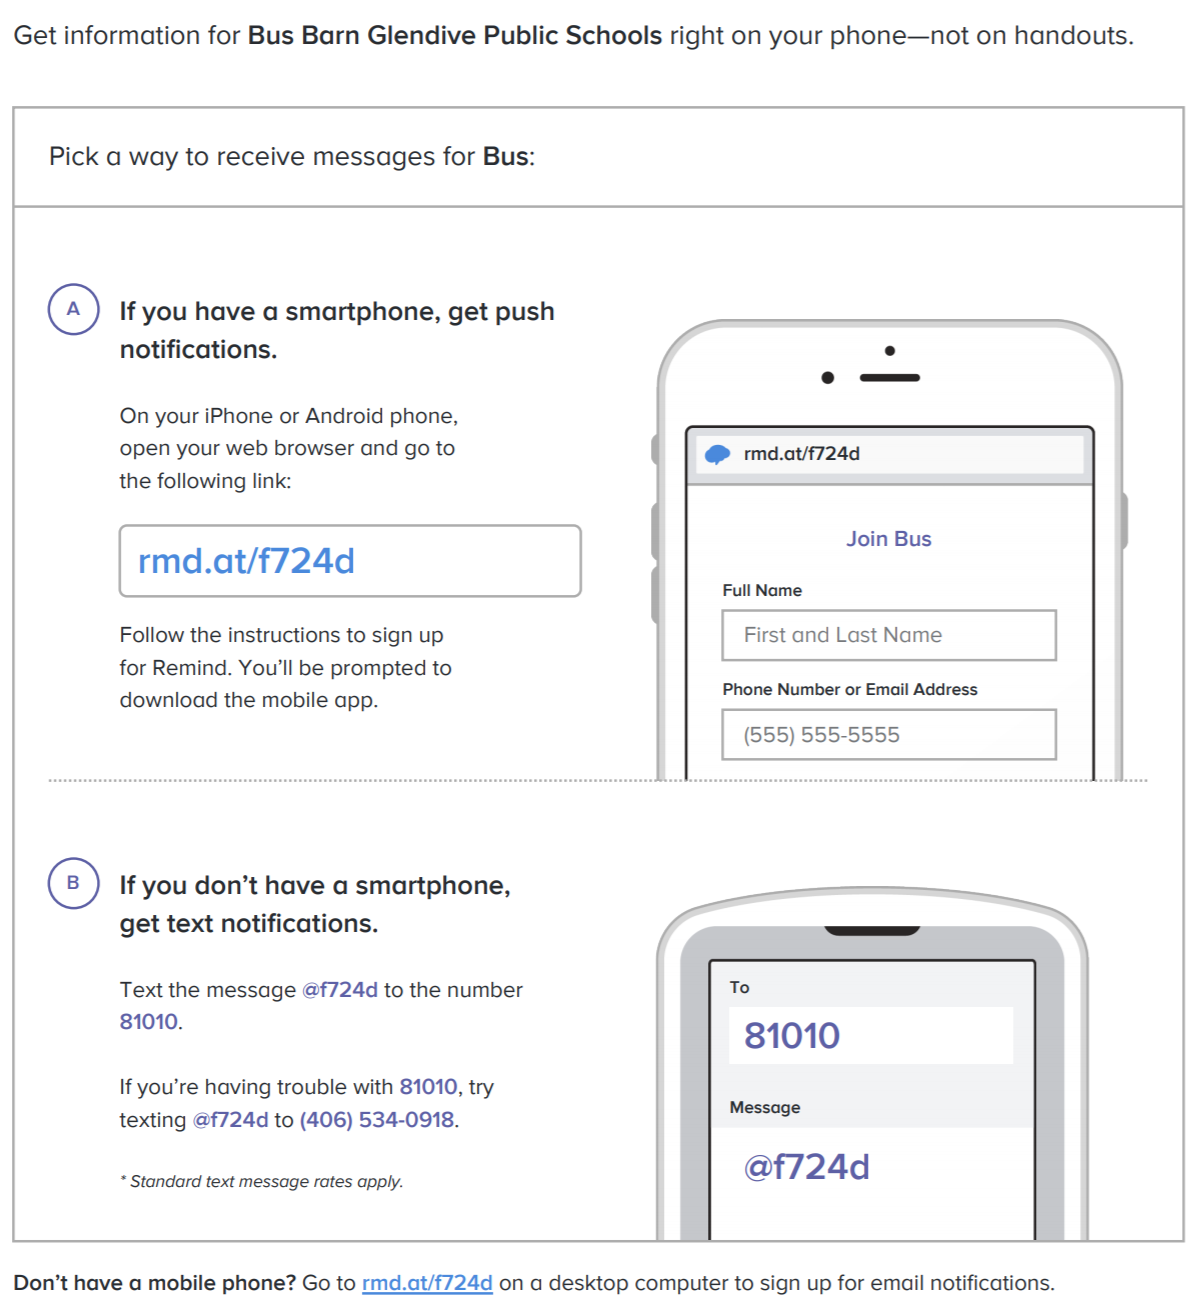 Get information for Bus Barn Glendive Public Schools right on your phone—not on handouts.
Pick a way to receive messages for Bus:
A
If you have a smartphone, get push
notifications.
On your iPhone or Android phone,
open your web browser and go to
the following link:
rmd.at/f724d
Follow the instructions to sign up
for Remind. You’ll be prompted to
download the mobile app.
rmd.at/f724d
Join Bus
Full Name
First and Last Name
Phone Number or Email Address
(555) 555-5555
B
If you don’t have a smartphone,
get text notifications.
Text the message @f724d to the number
81010.
If you’re having trouble with 81010, try
texting @f724d to (406) 534-0918.
* Standard text message rates apply.
To
81010
Message
@f724d
Don’t have a mobile phone? Go to rmd.at/f724d on a desktop computer to sign up for email notifications.